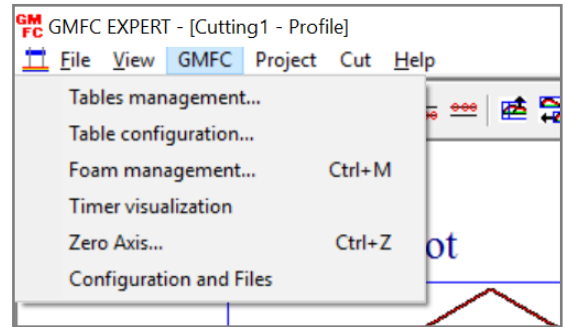 GM FC GMFC EXPERT - [Cutting1 - Profile]
File View GMFC Project Cut Help
Tables management...
Table configuration...
Foam management... Ctrl+M
Timer visualization
Zero Axis... Ctrl+Z
ot
Configuration and Files